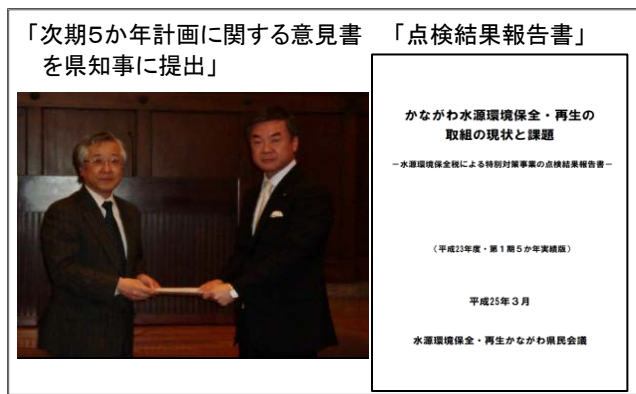 「次期5か年計画に関する意見書
を県知事に提出」
「点検結果報告書」
かながわ水源環境保全・再生の
取組の現状と課題
－水源環境保全税による特別対策事業の点検結果報告書－
(平成23年度・第1期5か年実績版)
平成25年3月
水源環境保全・再生かながわ県民会議